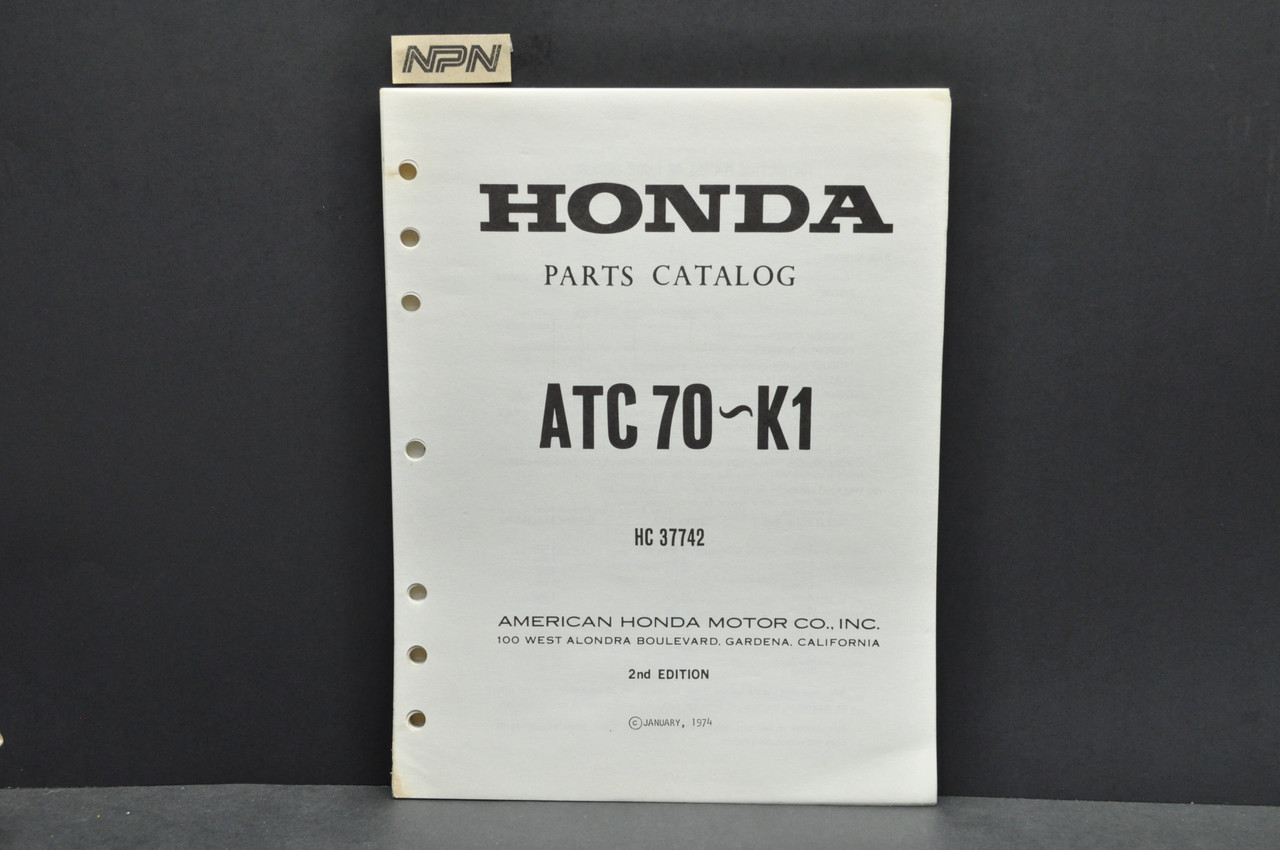 NPN
HONDA
PARTS CATALOG
ATC 70~K1
HC 37742
AMERICAN HONDA MOTOR CO., INC.
100 WEST ALONDRA BOULEVARD, GARDENA, CALIFORNIA
2nd EDITION
©JANUARY, 1974